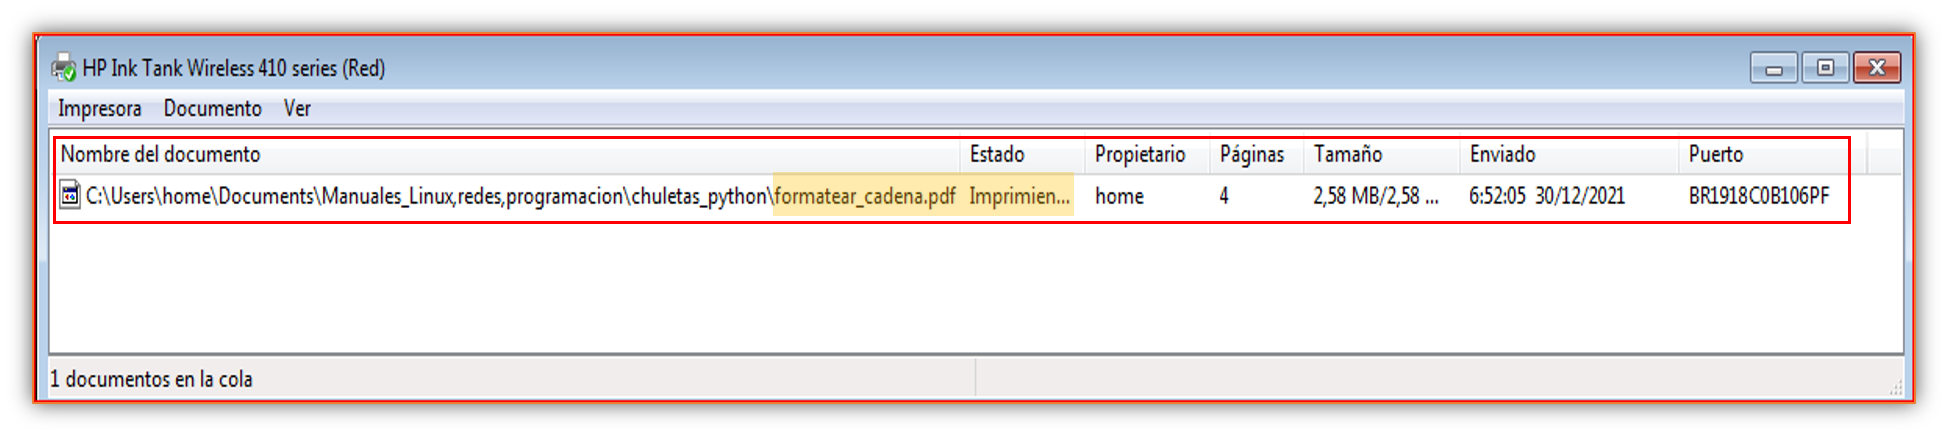 HP Ink Tank Wireless 410 series (Red)
Impresora Documento Ver
Nombre del documento Estado Propietario Páginas Tamaño Enviado Puerto
C:\Users\home\Documents\Manuales_Linux,redes,programacion\chuletas_python\formatear_cadena.pdf Imprimien... home 4 2,58 MB/2,58 ... 6:52:05 30/12/2021 BR1918C0B106PF
1 documentos en la cola